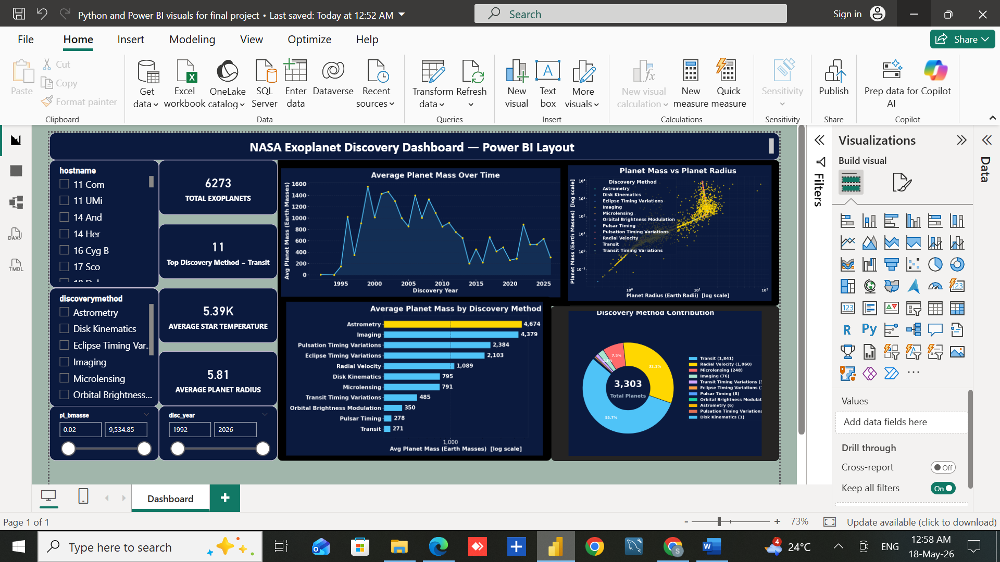 Python and Power BI visuals for final project • Last saved: Today at 12:52 AM
Search
Sign in
File Home Insert Modeling View Optimize Help
Share
Paste
Cut
Copy
Format painter
Clipboard
Get data
Excel workbook
OneLake catalog
SQL Server
Enter data
Dataverse
Recent sources
Data
Transform data
Refresh
Queries
New visual
Text box
More visuals
Insert
New visual calculation
New measure
Quick measure
Calculations
Sensitivity
Sensitivity
Publish
Share
Prep data for AI
Copilot
Copilot
NASA Exoplanet Discovery Dashboard — Power BI Layout
hostname
11 Com
11 UMi
14 And
14 Her
16 Cyg B
17 Sco
discoverymethod
Astrometry
Disk Kinematics
Eclipse Timing Var...
Imaging
Microlensing
Orbital Brightness...
pl_bmasse
0.02 9,534.85
disc_year
1992 2026
6273
TOTAL EXOPLANETS
11
Top Discovery Method = Transit
5.39K
AVERAGE STAR TEMPERATURE
5.81
AVERAGE PLANET RADIUS
Average Planet Mass Over Time
Avg Planet Mass (Earth Masses)
1600
1400
1200
1000
800
600
400
200
0
1995 2000 2005 2010 2015 2020 2025
Discovery Year
Planet Mass vs Planet Radius
Planet Mass (Earth Masses) [log scale]
10⁴
10³
10²
10¹
10⁰
10⁻¹
Discovery Method
Astrometry
Disk Kinematics
Eclipse Timing Variations
Imaging
Microlensing
Orbital Brightness Modulation
Pulsar Timing
Pulsation Timing Variations
Radial Velocity
Transit
Transit Timing Variations
10⁰ 10¹ 10²
Planet Radius (Earth Radii) [log scale]
Average Planet Mass by Discovery Method
Astrometry 4,674
Imaging 4,379
Pulsation Timing Variations 2,384
Eclipse Timing Variations 2,103
Radial Velocity 1,089
Disk Kinematics 795
Microlensing 791
Transit Timing Variations 485
Orbital Brightness Modulation 350
Pulsar Timing 278
Transit 271
1,000
Avg Planet Mass (Earth Masses) [log scale]
Discovery Method Contribution
7.5%
32.1%
55.7%
3,303
Total Planets
Transit (1,841)
Radial Velocity (1,060)
Microlensing (248)
Imaging (76)
Transit Timing Variations (
Eclipse Timing Variations (
Pulsar Timing (8)
Orbital Brightness Modulat
Astrometry (6)
Pulsation Timing Variations
Disk Kinematics (1)
Filters
Visualizations
Build visual
123
123
R Py
Values
Add data fields here
Drill through
Cross-report Off
Keep all filters On
Data
DAX
TMDL
Dashboard
Page 1 of 1
- + 73%
Update available (click to download)
Type here to search
4
24°C
ENG
12:58 AM
18-May-26